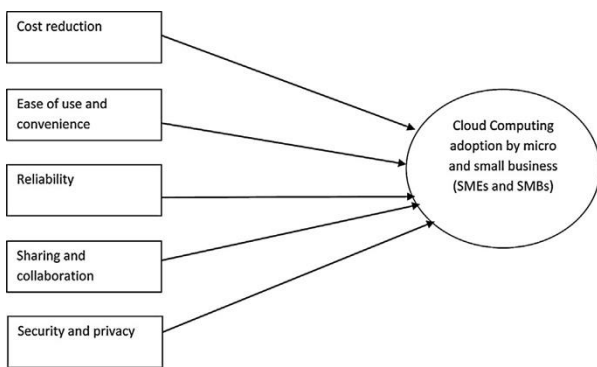 Cost reduction
Ease of use and
convenience
Reliability
Sharing and
collaboration
Security and privacy
Cloud Computing
adoption by micro
and small business
(SMEs and SMBs)